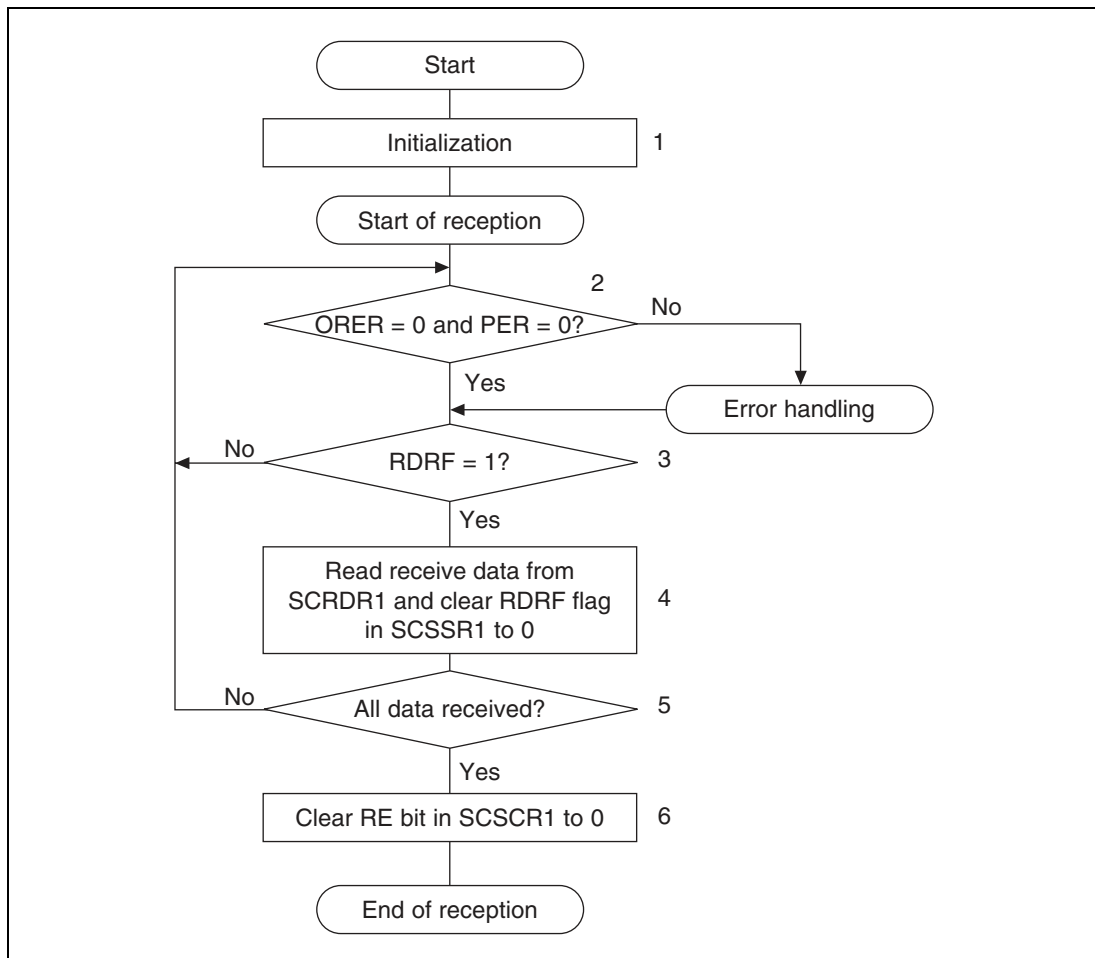 Start
Initialization
1
Start of reception
2
ORER = 0 and PER = 0?
No
Yes
Error handling
No
RDRF = 1?
3
Yes
Read receive data from
SCRDR1 and clear RDRF flag
in SCSSR1 to 0
4
No
All data received?
5
Yes
Clear RE bit in SCSCR1 to 0
6
End of reception